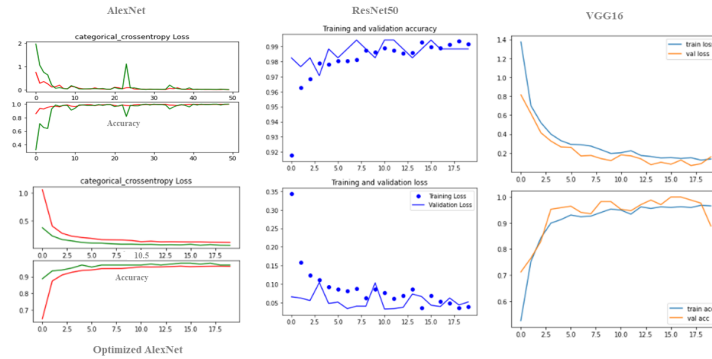 AlexNet
ResNet50
VGG16
categorical_crossentropy Loss
2
1
0
0 10 20 30 40 50
1.0
0.8
0.6
0.4
Accuracy
0 10 20 30 40 50
categorical_crossentropy Loss
1.0
0.5
0.0 2.5 5.0 7.5 10.5 12.5 15.0 17.5
0.9
0.8
0.7
Accuracy
0.0 2.5 5.0 7.5 10.0 12.5 15.0 17.5
Optimized AlexNet
Training and validation accuracy
0.99
0.98
0.97
0.96
0.95
0.94
0.93
0.92
0.0 2.5 5.0 7.5 10.0 12.5 15.0 17.5
Training and validation loss
0.35
0.30
0.25
0.20
0.15
0.10
0.05
Training Loss
Validation Loss
0.0 2.5 5.0 7.5 10.0 12.5 15.0 17.5
1.4
1.2
1.0
0.8
0.6
0.4
0.2
train loss
val loss
0.0 2.5 5.0 7.5 10.0 12.5 15.0 17.5
1.0
0.9
0.8
0.7
0.6
train acc
val acc
0.0 2.5 5.0 7.5 10.0 12.5 15.0 17.5